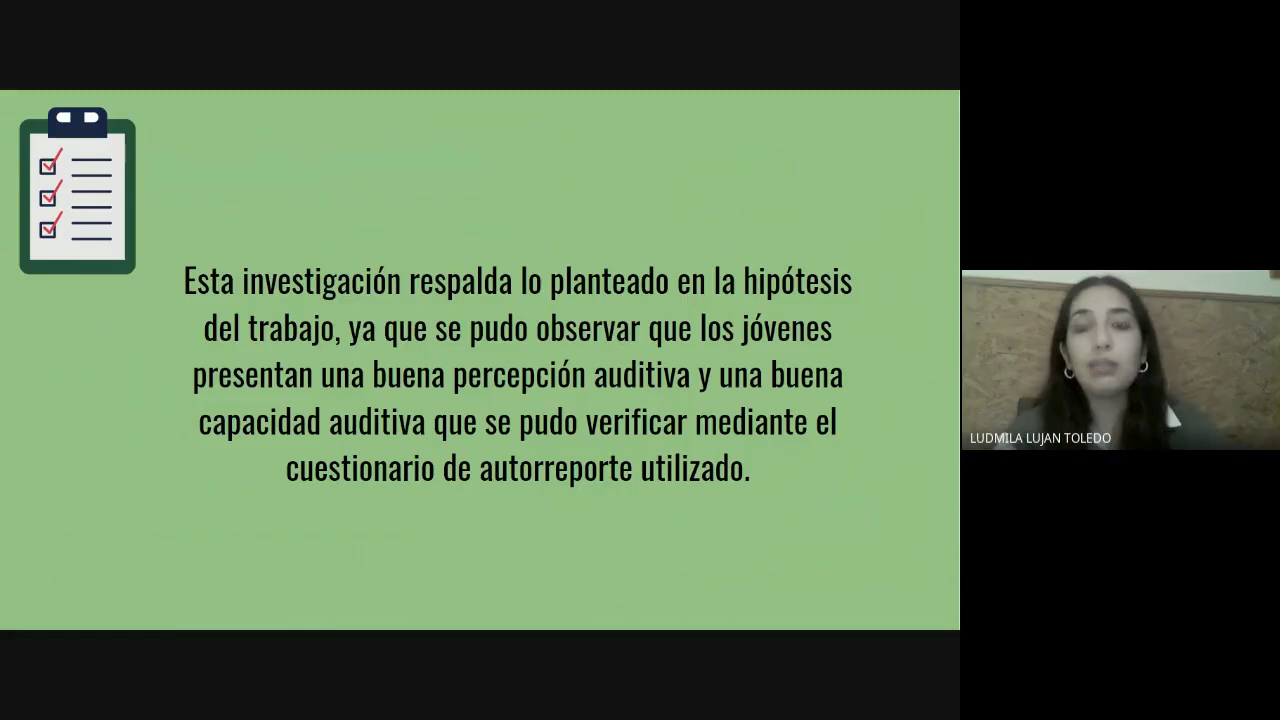 Esta investigación respalda lo planteado en la hipótesis
del trabajo, ya que se pudo observar que los jóvenes
presentan una buena percepción auditiva y una buena
capacidad auditiva que se pudo verificar mediante el
cuestionario de autorreporte utilizado.
LUDMILA LUJAN TOLEDO